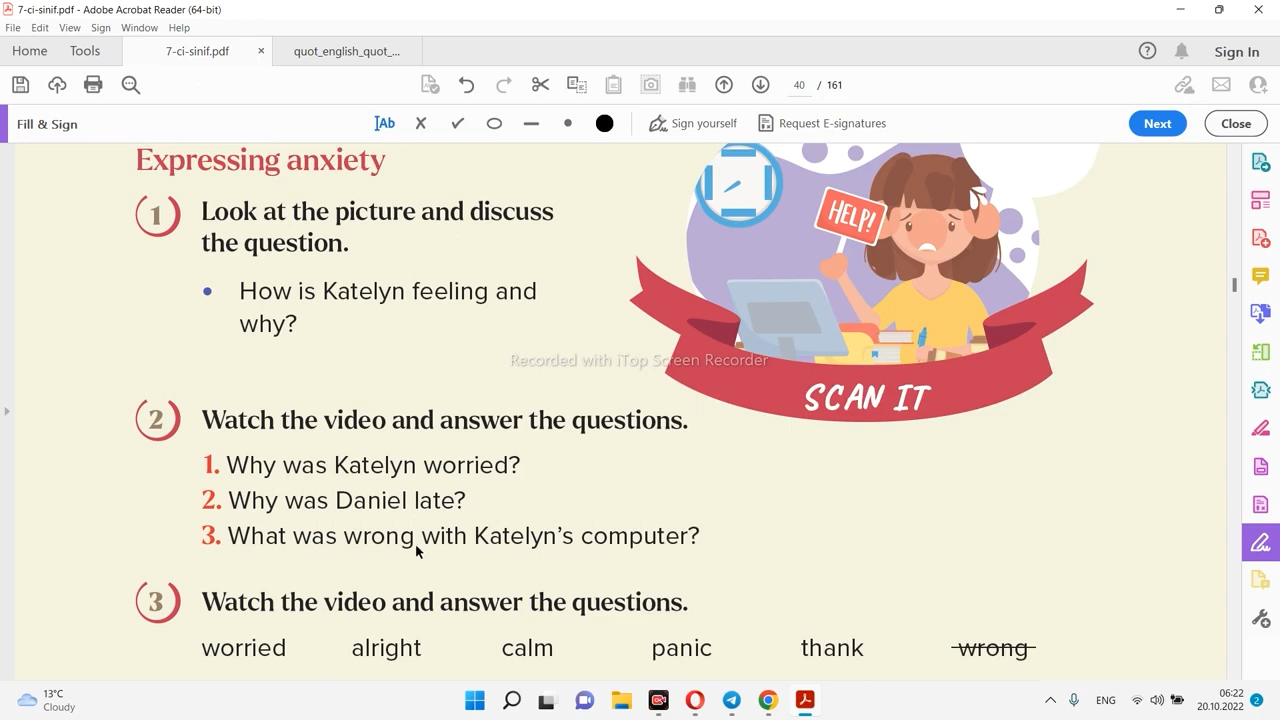 7-ci-sinif.pdf - Adobe Acrobat Reader (64-bit)
File Edit View Sign Window Help
Home Tools 7-ci-sinif.pdf × quot_english_quot_... Sign In
40 / 161
Fill & Sign Ab Sign yourself Request E-signatures Next Close
Expressing anxiety
1 Look at the picture and discuss
the question.
• How is Katelyn feeling and
why?
HELP!
SCAN IT
Recorded with iTop Screen Recorder
2 Watch the video and answer the questions.
1. Why was Katelyn worried?
2. Why was Daniel late?
3. What was wrong with Katelyn's computer?
3 Watch the video and answer the questions.
worried alright calm panic thank wrong
13°C
Cloudy
ENG
06:22
20.10.2022
2